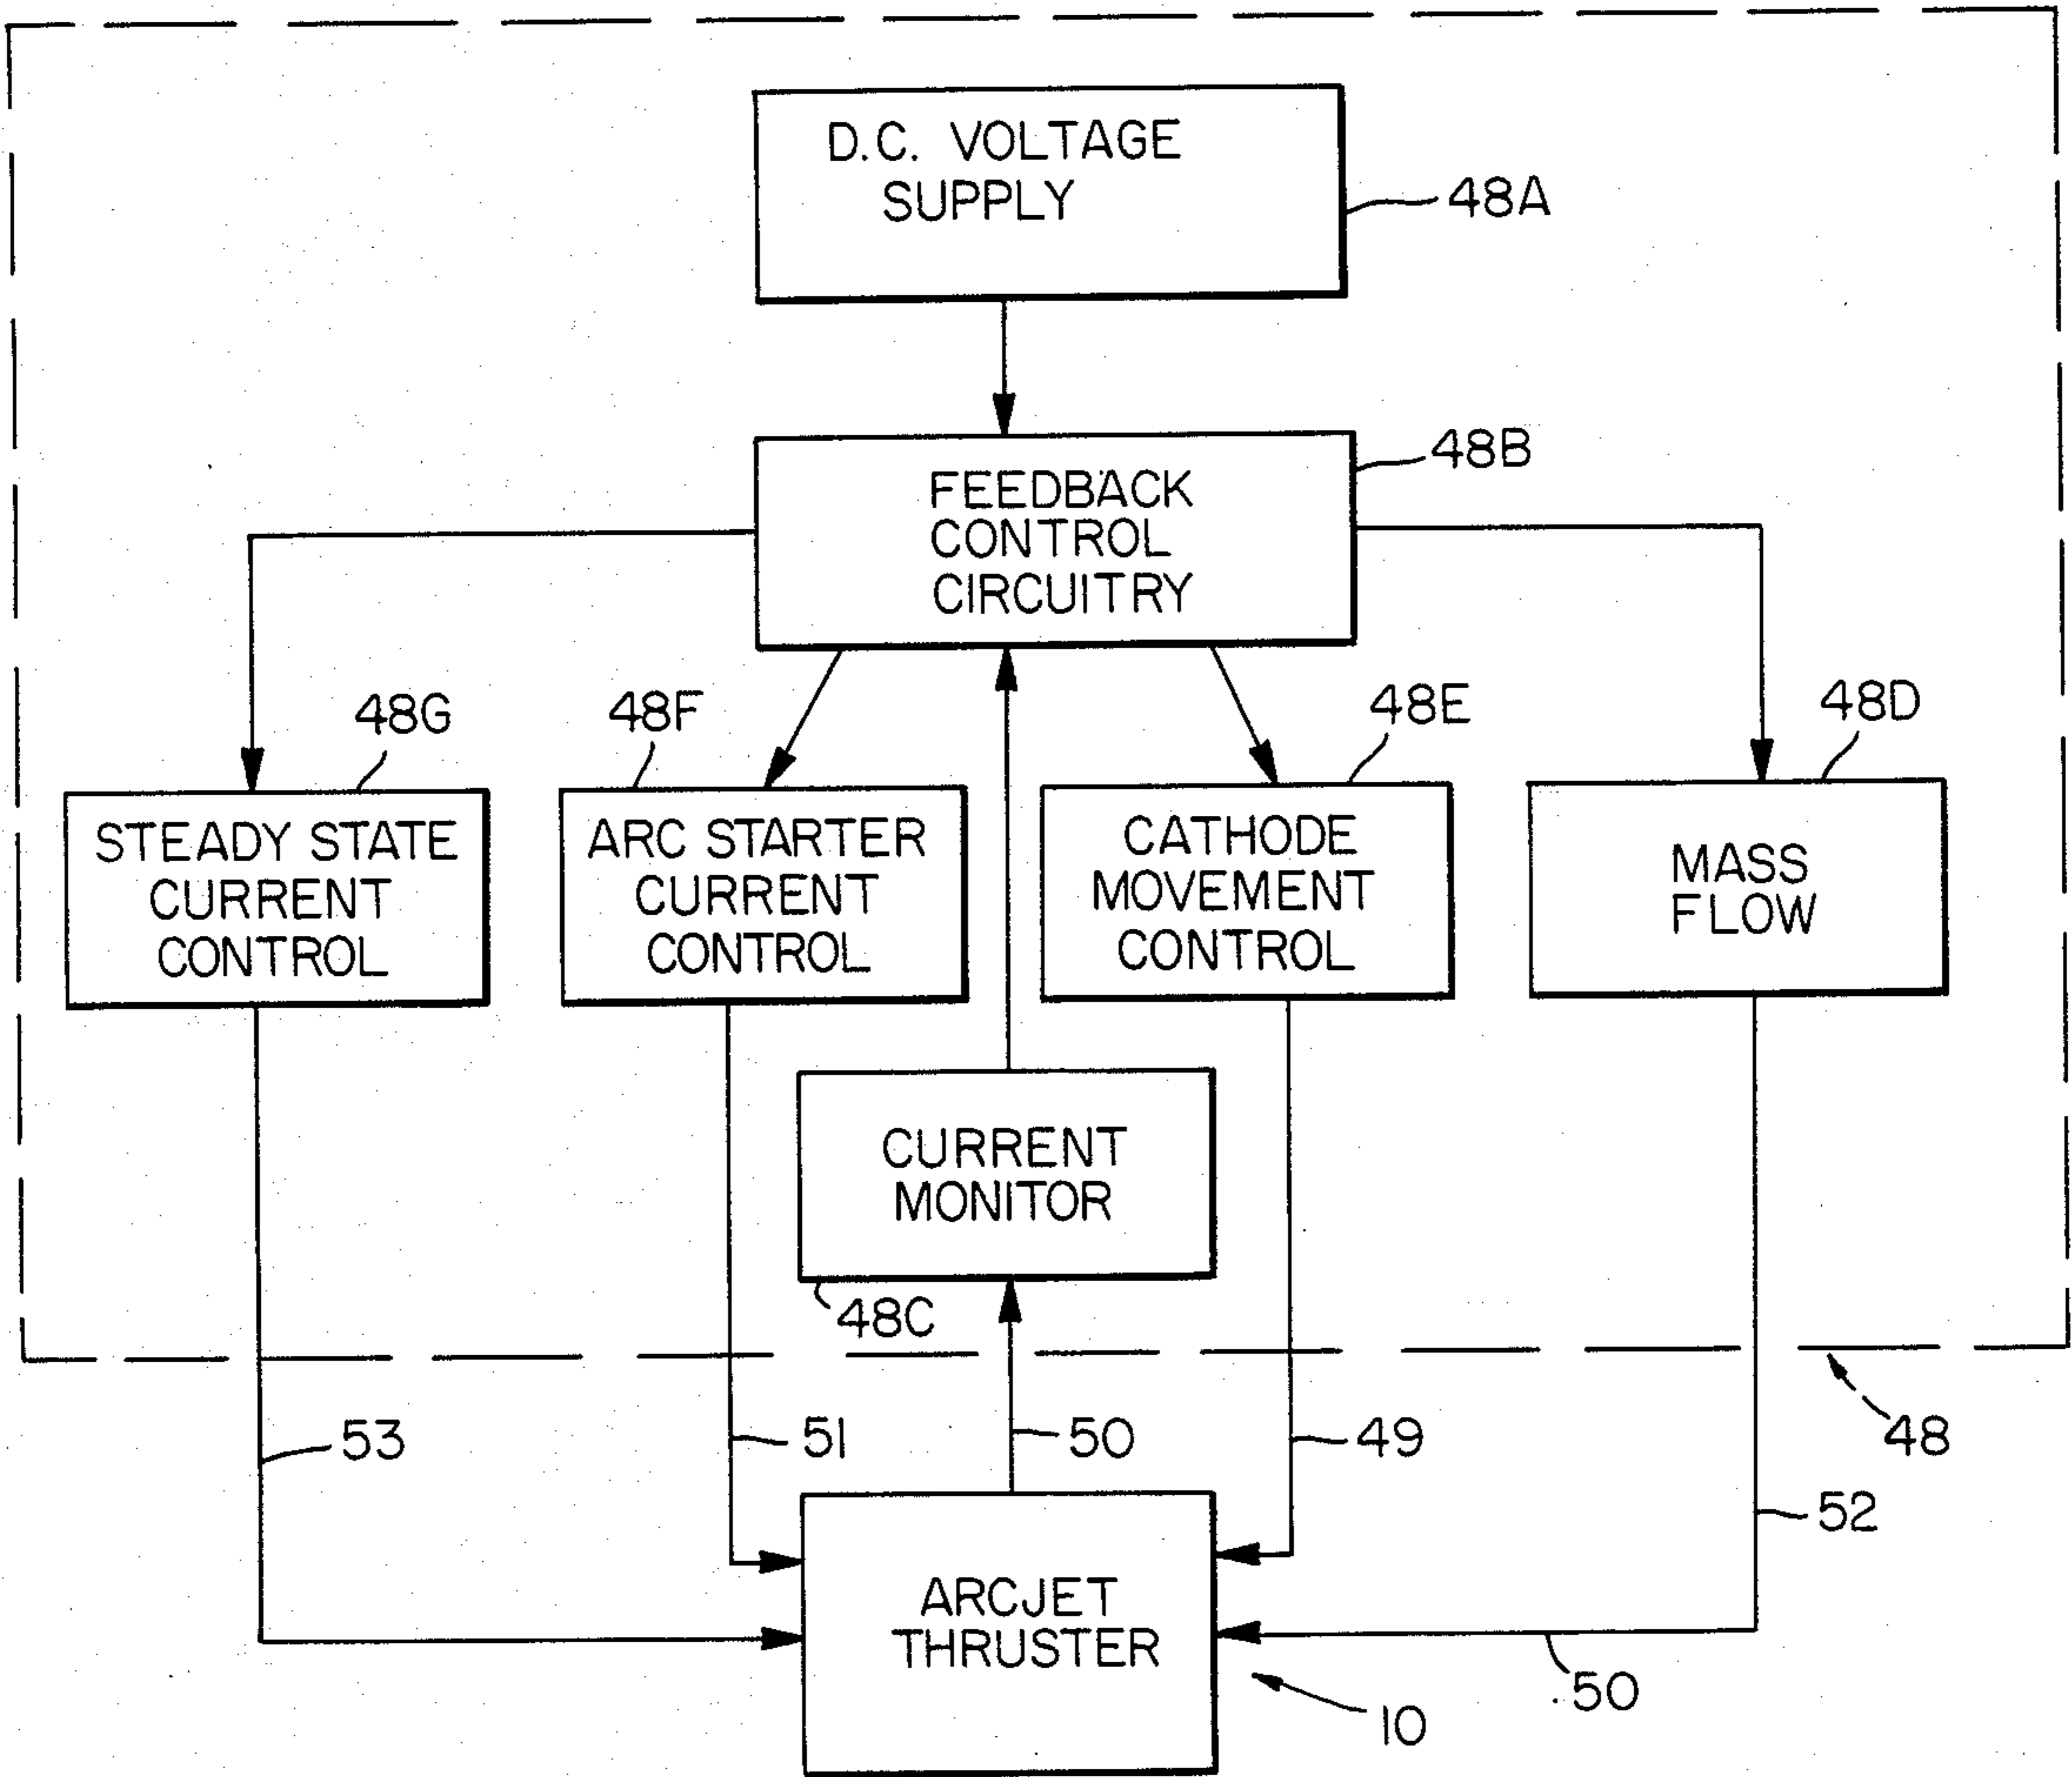 D.C. VOLTAGE
SUPPLY
48A
FEEDBACK
CONTROL
CIRCUITRY
48B
48G
48F
48E
48D
STEADY STATE
CURRENT
CONTROL
ARC STARTER
CURRENT
CONTROL
CATHODE
MOVEMENT
CONTROL
MASS
FLOW
CURRENT
MONITOR
48C
48
53
51
50
49
52
ARCJET
THRUSTER
50
10